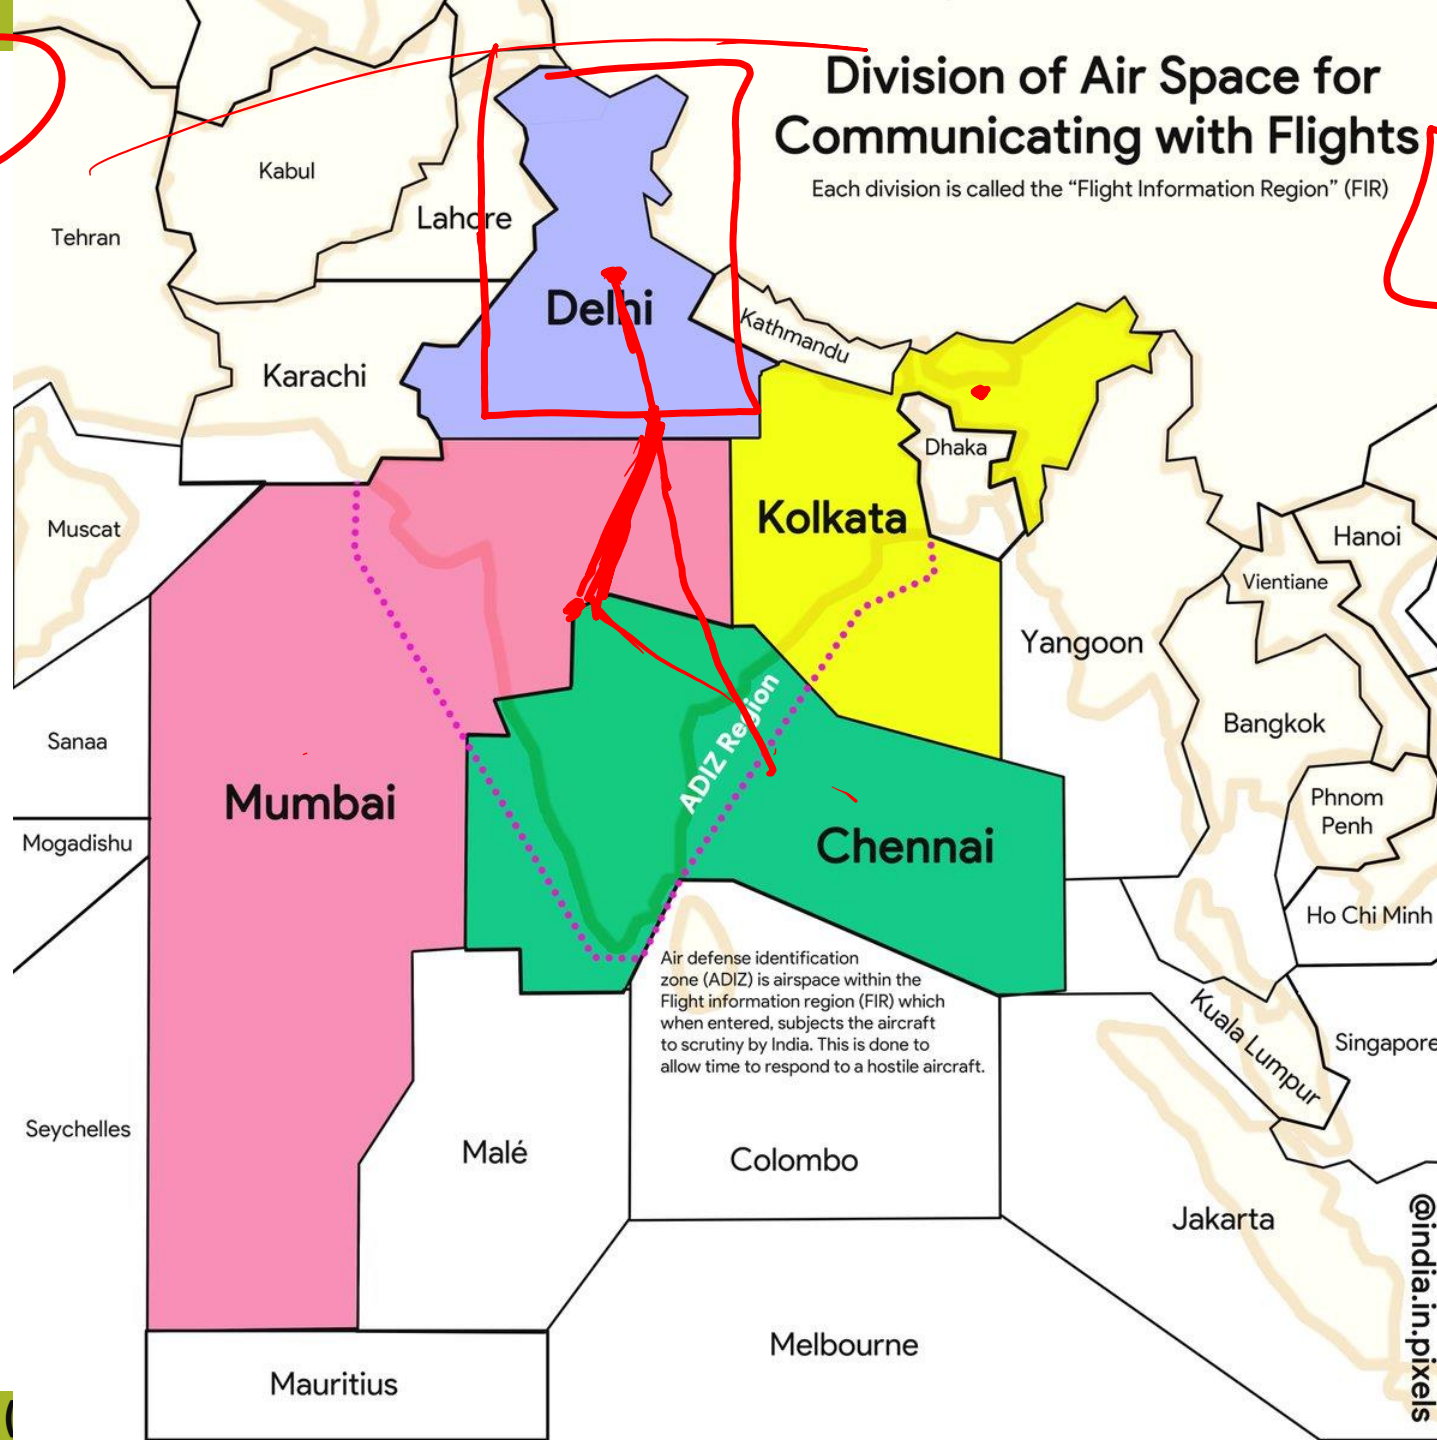 Division of Air Space for
Communicating with Flights
Each division is called the “Flight Information Region” (FIR)
Kabul
Lahore
Tehran
Delhi
Kathmandu
Karachi
Dhaka
Muscat
Kolkata
Hanoi
Vientiane
Yangoon
Sanaa
ADIZ Region
Bangkok
Mumbai
Phnom
Penh
Mogadishu
Chennai
Ho Chi Minh
Air defense identification
zone (ADIZ) is airspace within the
Flight information region (FIR) which
when entered, subjects the aircraft
to scrutiny by India. This is done to
allow time to respond to a hostile aircraft.
Kuala Lumpur
Singapore
Seychelles
Malé
Colombo
Jakarta
@india.in.pixels
Melbourne
Mauritius